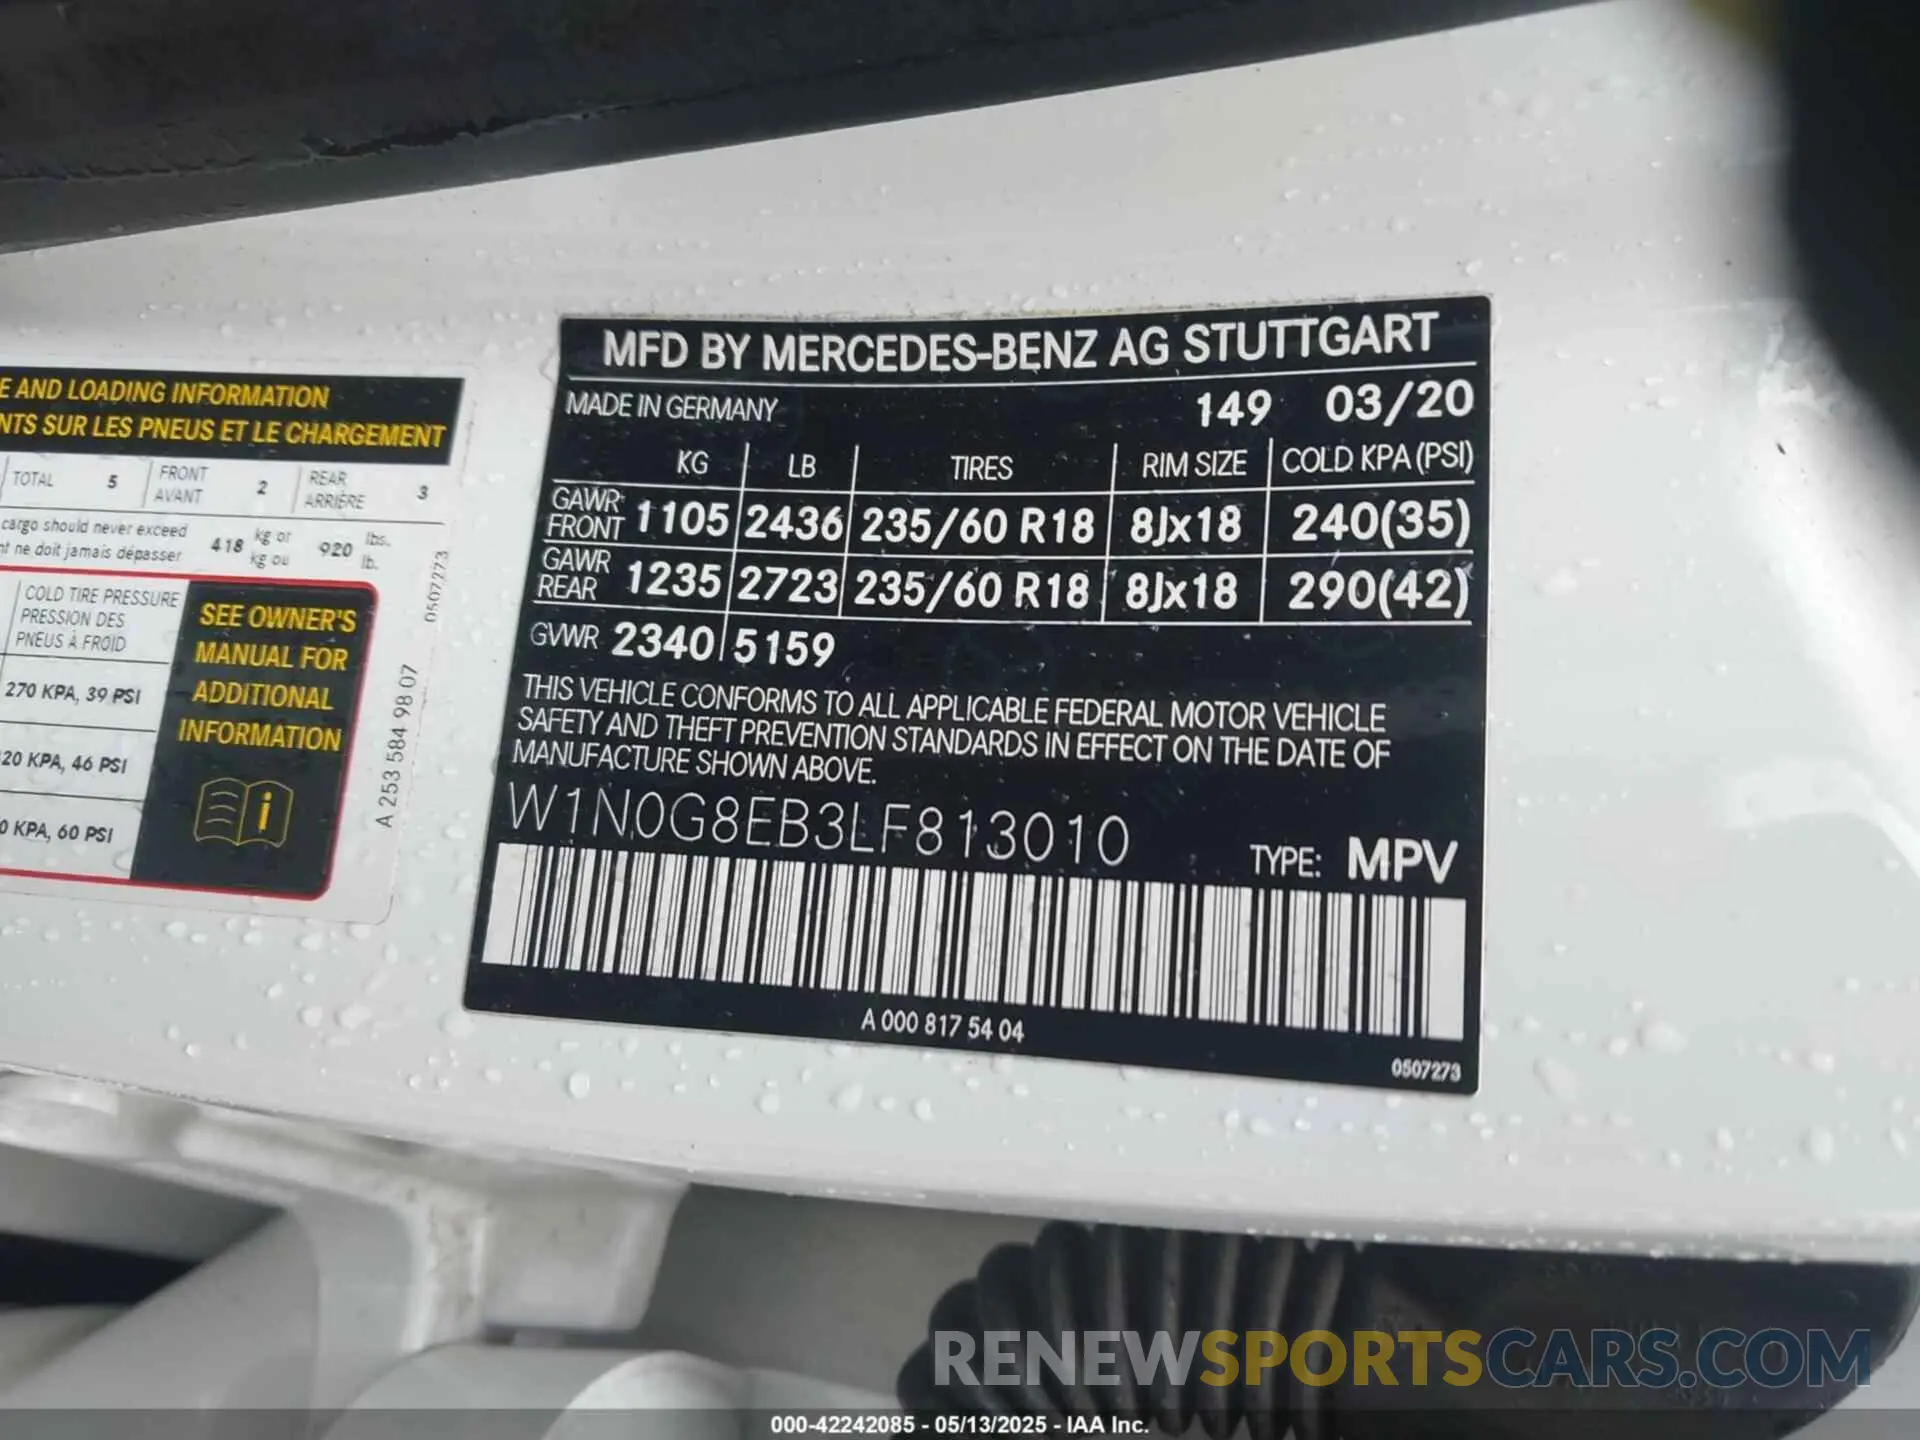 E AND LOADING INFORMATION
NTS SUR LES PNEUS ET LE CHARGEMENT
TOTAL 5 FRONT AVANT 2 REAR ARRIÈRE 3
cargo should never exceed 418 kg or 920 lbs.
nt ne doit jamais dépasser kg ou lb.
COLD TIRE PRESSURE
PRESSION DES
PNEUS À FROID
270 KPA, 39 PSI
20 KPA, 46 PSI
0 KPA, 60 PSI
SEE OWNER'S
MANUAL FOR
ADDITIONAL
INFORMATION
i
0507273
A 253 584 98 07
MFD BY MERCEDES-BENZ AG STUTTGART
MADE IN GERMANY 149 03/20
KG LB TIRES RIM SIZE COLD KPA (PSI)
GAWR FRONT 1105 2436 235/60 R18 8Jx18 240(35)
GAWR REAR 1235 2723 235/60 R18 8Jx18 290(42)
GVWR 2340 5159
THIS VEHICLE CONFORMS TO ALL APPLICABLE FEDERAL MOTOR VEHICLE
SAFETY AND THEFT PREVENTION STANDARDS IN EFFECT ON THE DATE OF
MANUFACTURE SHOWN ABOVE.
W1N0G8EB3LF813010
TYPE: MPV
A 000 817 54 04
0507273
RENEWSPORTSCARS.COM
000-42242085 - 05/13/2025 - IAA Inc.